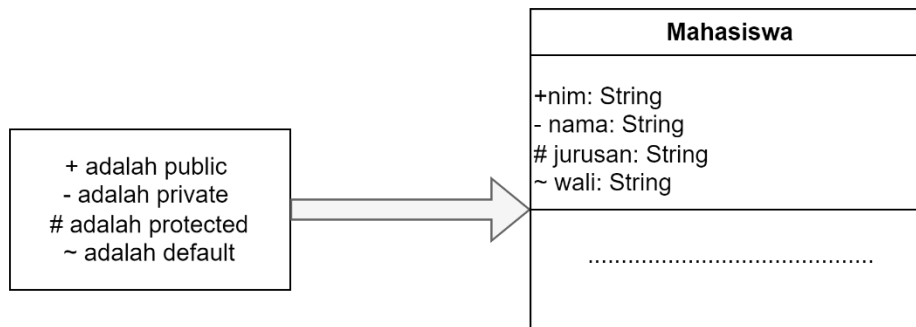 + adalah public
- adalah private
# adalah protected
~ adalah default
Mahasiswa
+nim: String
- nama: String
# jurusan: String
~ wali: String
...........................................